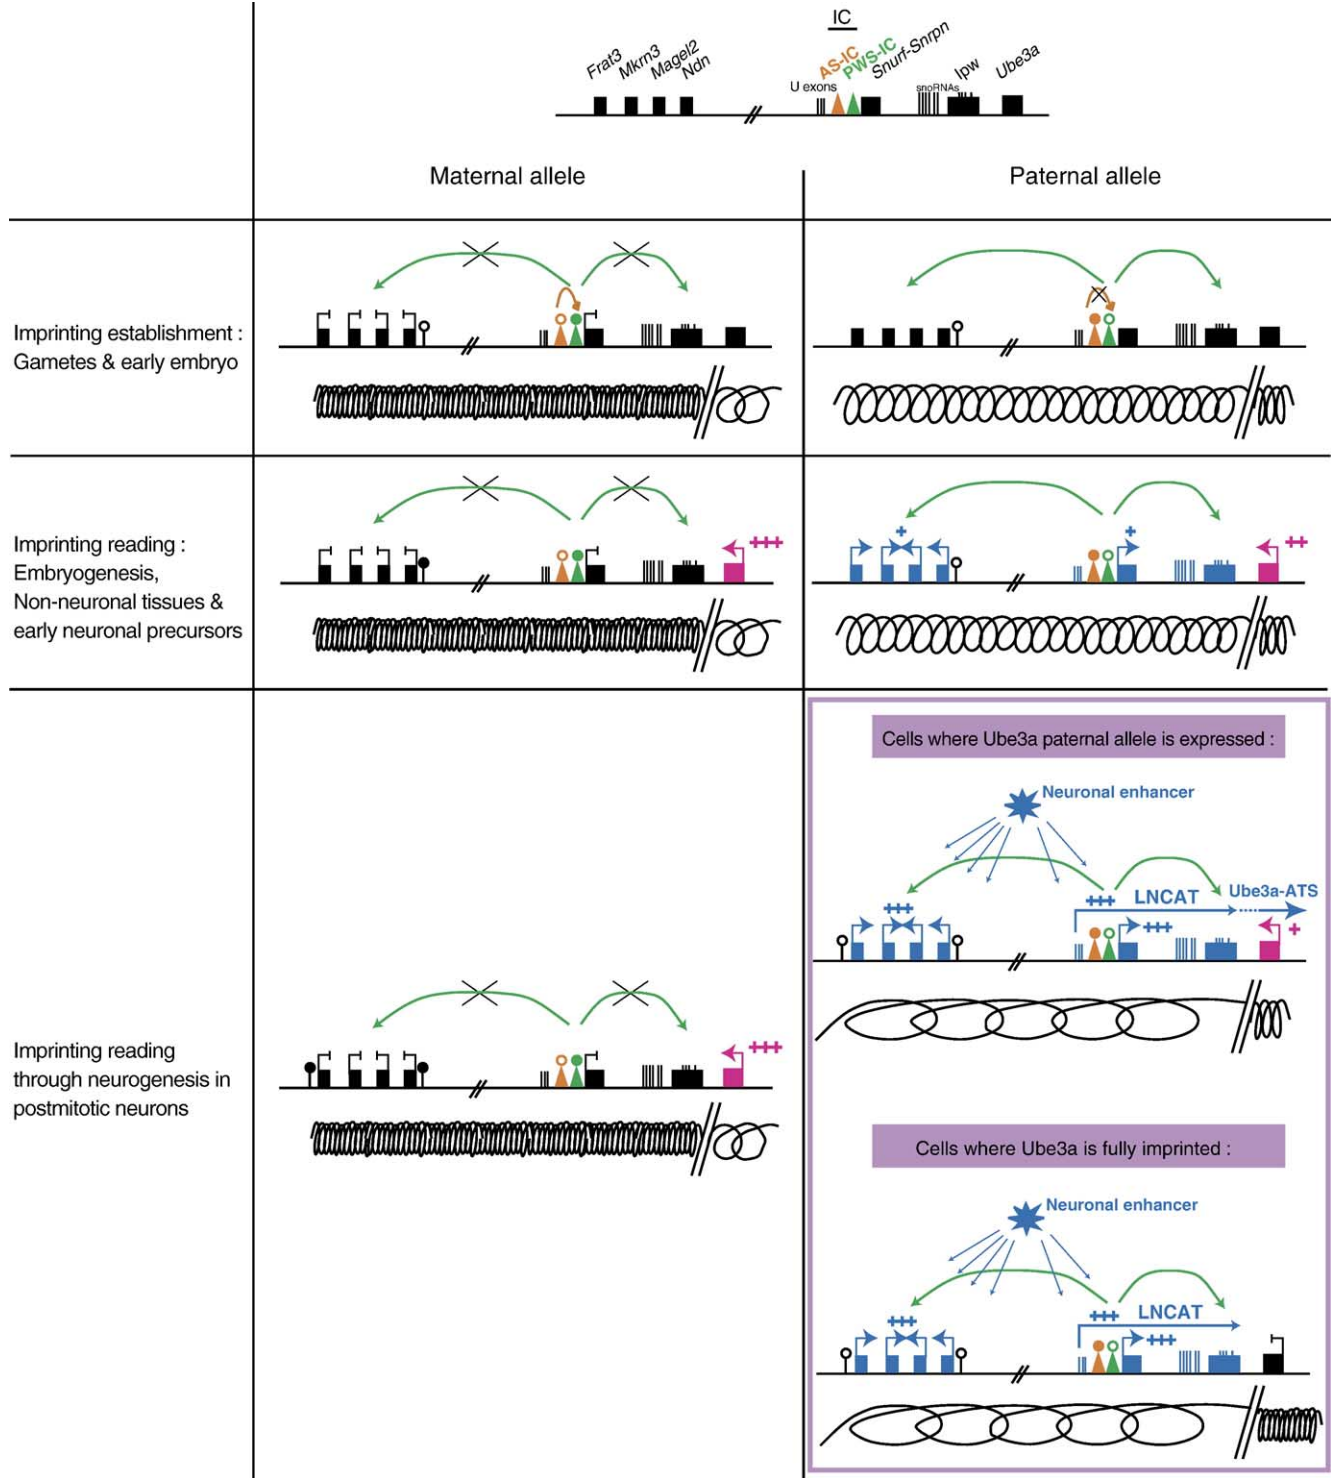 IC
Frat3
Mkrn3
Magel2
Ndn
AS-IC
PWS-IC
Snurf-Snrpn
Ipw
Ube3a
U exons
snoRNAs
Maternal allele
Paternal allele
Imprinting establishment :
Gametes & early embryo
Imprinting reading :
Embryogenesis,
Non-neuronal tissues &
early neuronal precursors
+++
+
+
++
Cells where Ube3a paternal allele is expressed :
Neuronal enhancer
Ube3a-ATS
LNCAT
+++
+++
+++
+
Imprinting reading
through neurogenesis in
postmitotic neurons
+++
Cells where Ube3a is fully imprinted :
Neuronal enhancer
LNCAT
+++
+++
+++